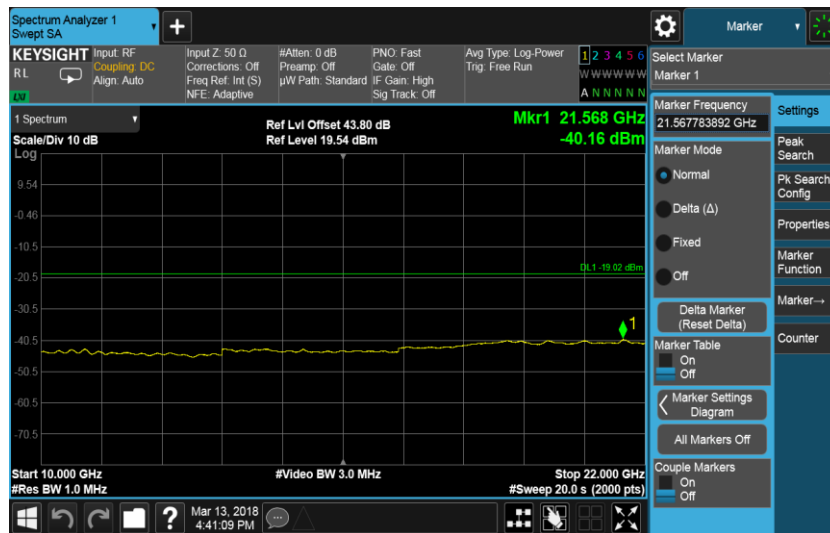 Spectrum Analyzer 1
Swept SA
KEYSIGHT
RL
LXI
Input: RF
Coupling: DC
Align: Auto
Input Z: 50 Ω
Corrections: Off
Freq Ref: Int (S)
NFE: Adaptive
#Atten: 0 dB
Preamp: Off
µW Path: Standard
PNO: Fast
Gate: Off
IF Gain: High
Sig Track: Off
Avg Type: Log-Power
Trig: Free Run
1 2 3 4 5 6
W W W W W W
A N N N N N
1 Spectrum
Scale/Div 10 dB
Log
Ref Lvl Offset 43.80 dB
Ref Level 19.54 dBm
Mkr1 21.568 GHz
-40.16 dBm
9.54
-0.46
-10.5
-20.5
-30.5
-40.5
-50.5
-60.5
-70.5
DL1 -19.02 dBm
1
Start 10.000 GHz
#Res BW 1.0 MHz
#Video BW 3.0 MHz
Stop 22.000 GHz
#Sweep 20.0 s (2000 pts)
?
Mar 13, 2018
4:41:09 PM
Marker
Select Marker
Marker 1
Marker Frequency
21.567783892 GHz
Marker Mode
Normal
Delta (Δ)
Fixed
Off
Delta Marker
(Reset Delta)
Marker Table
On
Off
Marker Settings
Diagram
All Markers Off
Couple Markers
On
Off
Settings
Peak
Search
Pk Search
Config
Properties
Marker
Function
Marker→
Counter